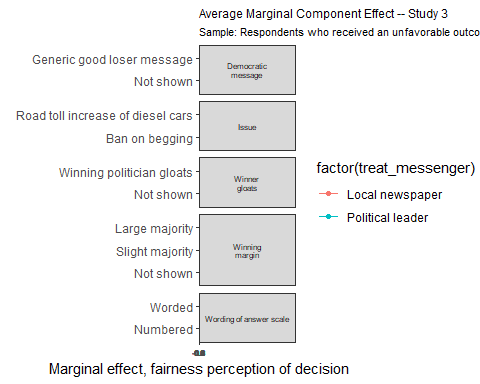 Average Marginal Component Effect -- Study 3
Sample: Respondents who received an unfavorable outco
Generic good loser message
Not shown
Democratic
message
Road toll increase of diesel cars
Ban on begging
Issue
Winning politician gloats
Not shown
Winner
gloats
Large majority
Slight majority
Not shown
Winning
margin
Worded
Numbered
Wording of answer scale
factor(treat_messenger)
Local newspaper
Political leader
Marginal effect, fairness perception of decision